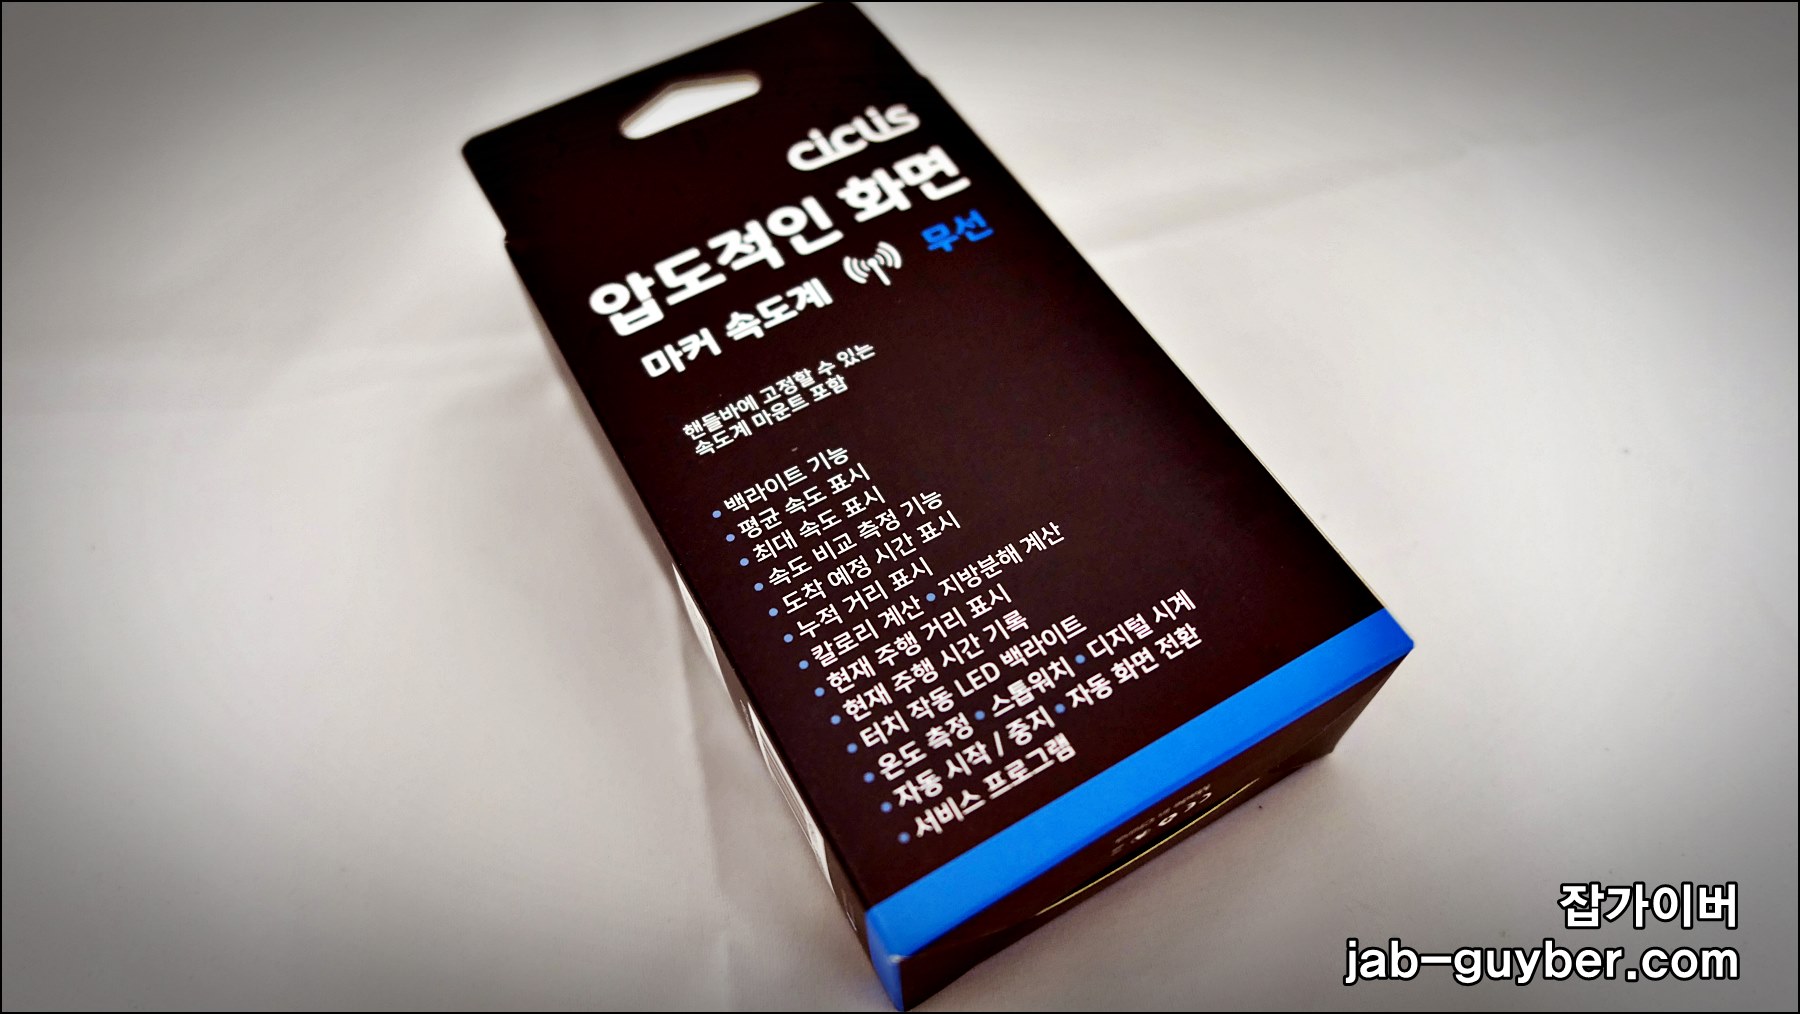 ciclis
압도적인 화면
마커 속도계 무선
핸들바에 고정할 수 있는
속도계 마운트 포함
• 백라이트 기능
• 평균 속도 표시
• 최대 속도 표시
• 속도 비교 측정 기능
• 도착 예정 시간 표시
• 누적 거리 표시
• 칼로리 계산 • 지방분해 계산
• 현재 주행 거리 표시
• 현재 주행 시간 기록
• 터치 작동 LED 백라이트
• 온도 측정 • 스톱워치 • 디지털 시계
• 자동 시작 / 중지 • 자동 화면 전환
• 서비스 프로그램
잡가이버
jab-guyber.com